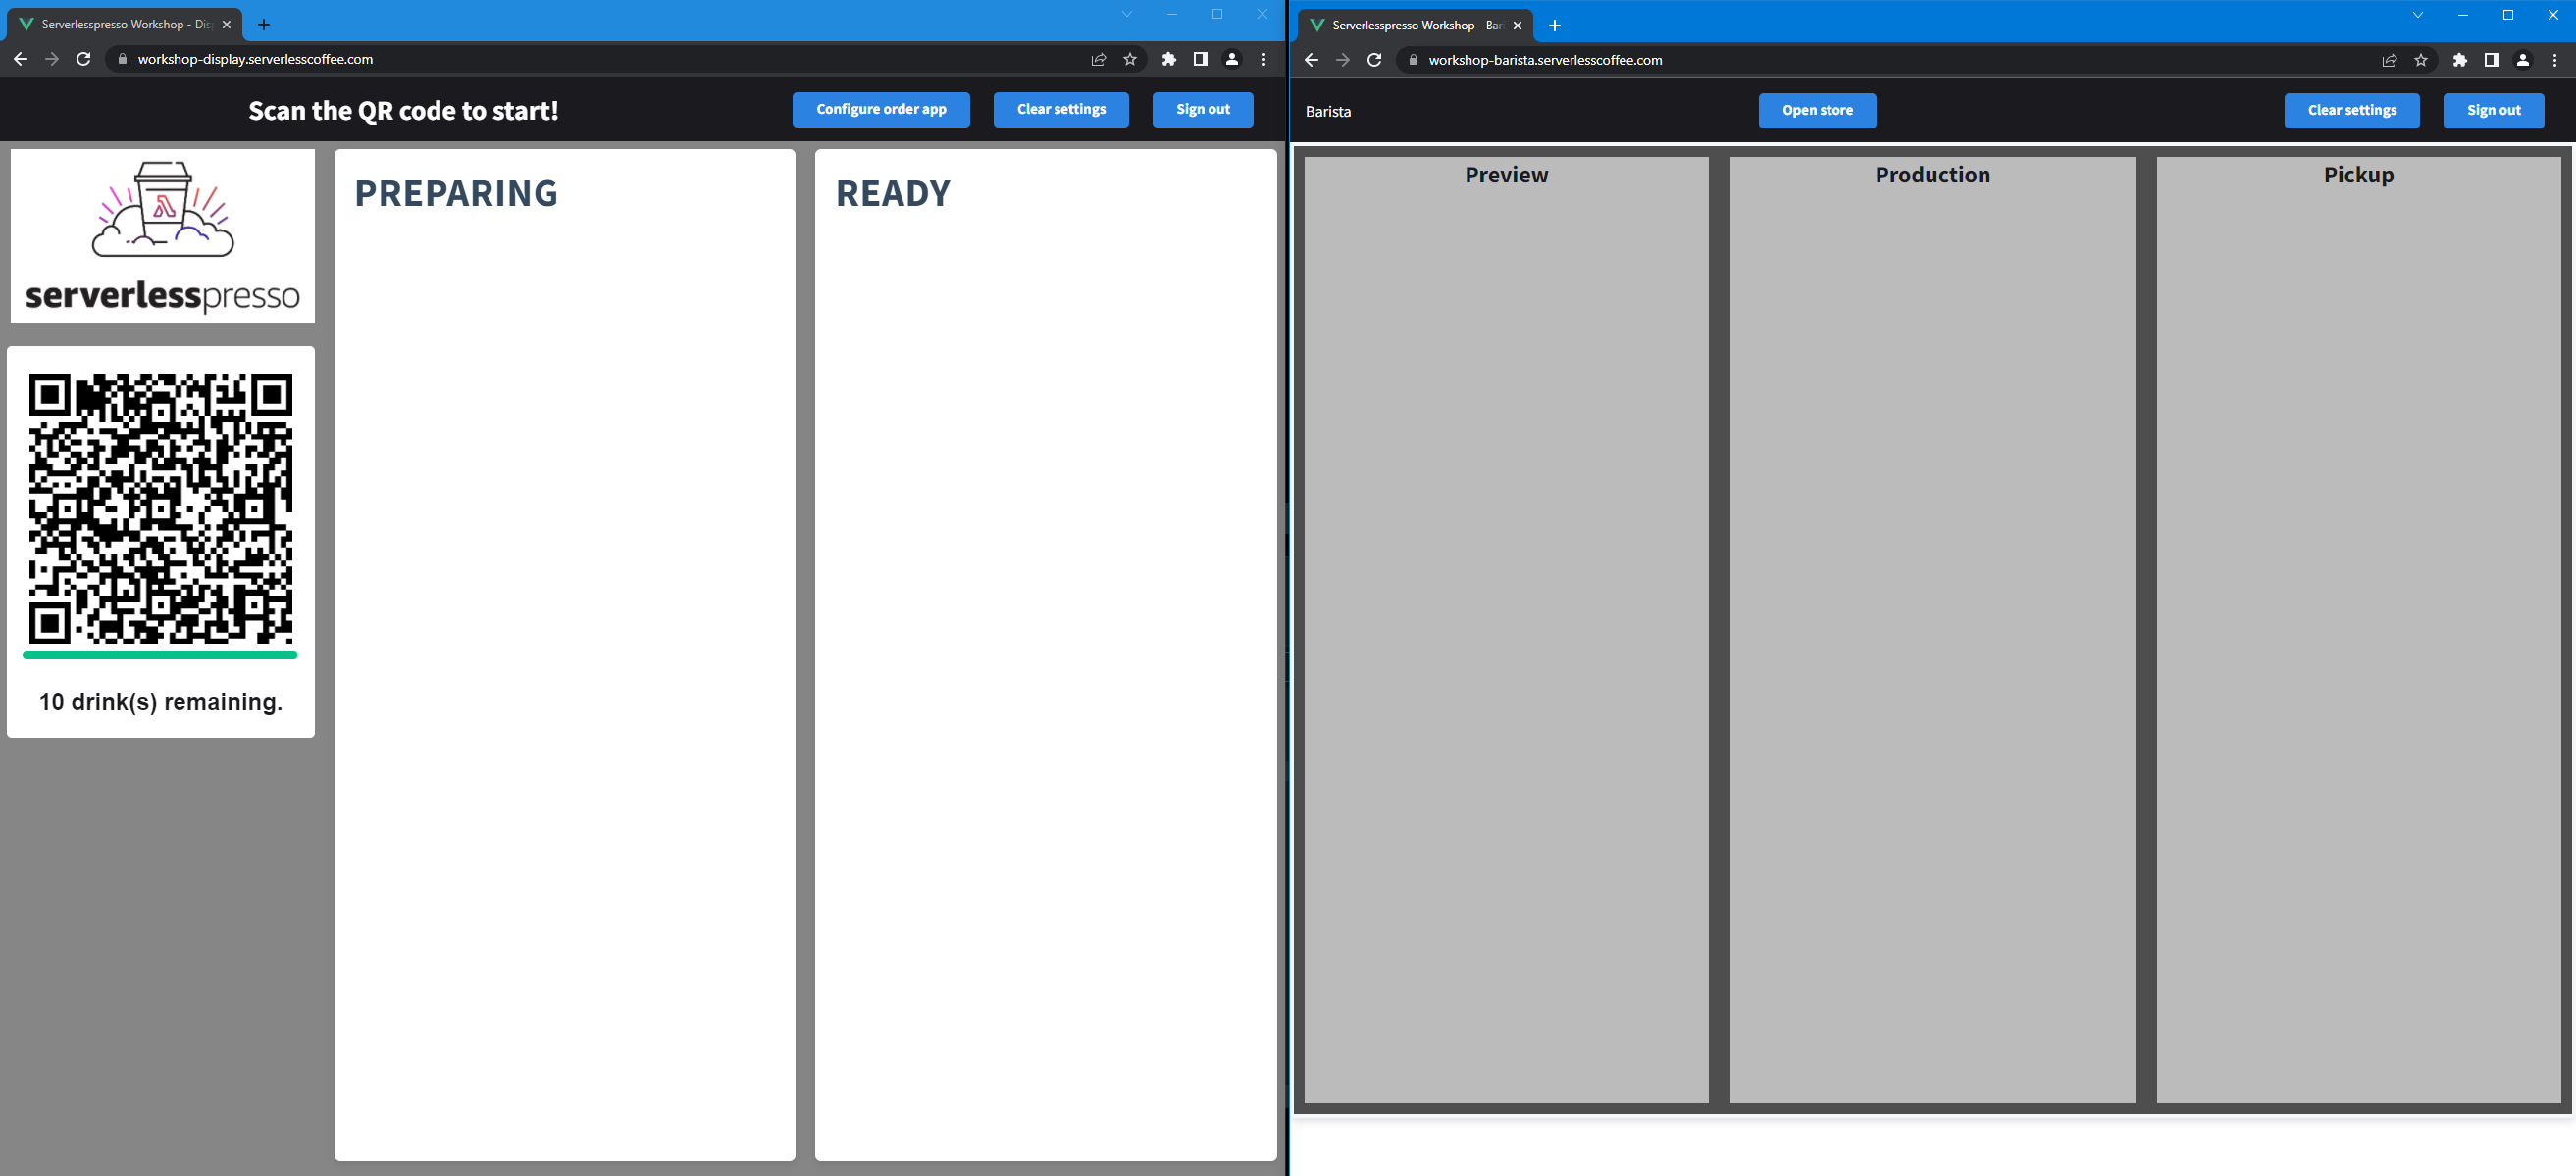 Serverlesspresso Workshop - Dis
workshop-display.serverlesscoffee.com
Scan the QR code to start!
Configure order app
Clear settings
Sign out
serverlesspresso
10 drink(s) remaining.
PREPARING
READY
Serverlesspresso Workshop - Bar
workshop-barista.serverlesscoffee.com
Barista
Open store
Clear settings
Sign out
Preview
Production
Pickup